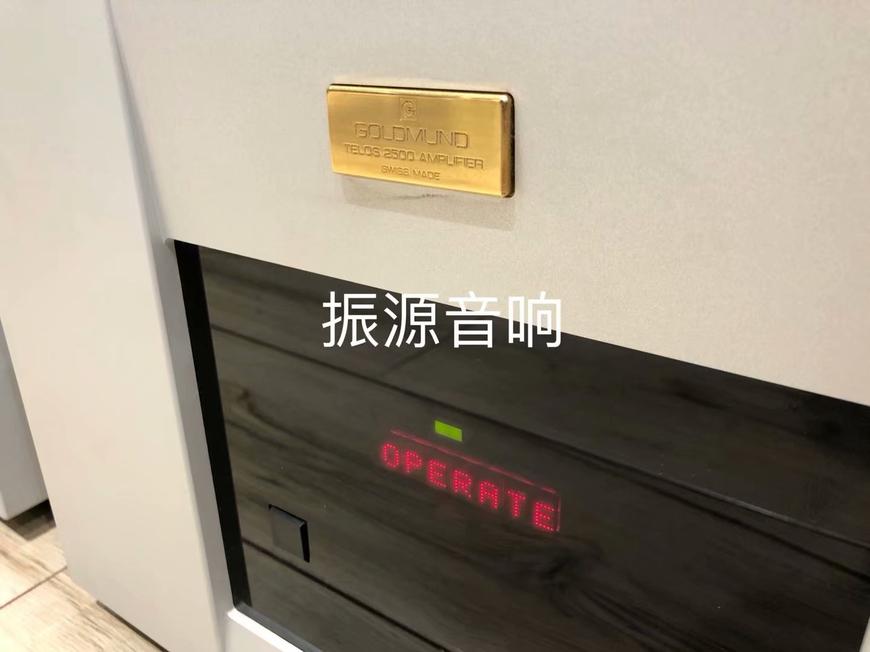 G
GOLDMUND
TELOS 2500 AMPLIFIER
SWISS MADE
振源音响
OPERATE